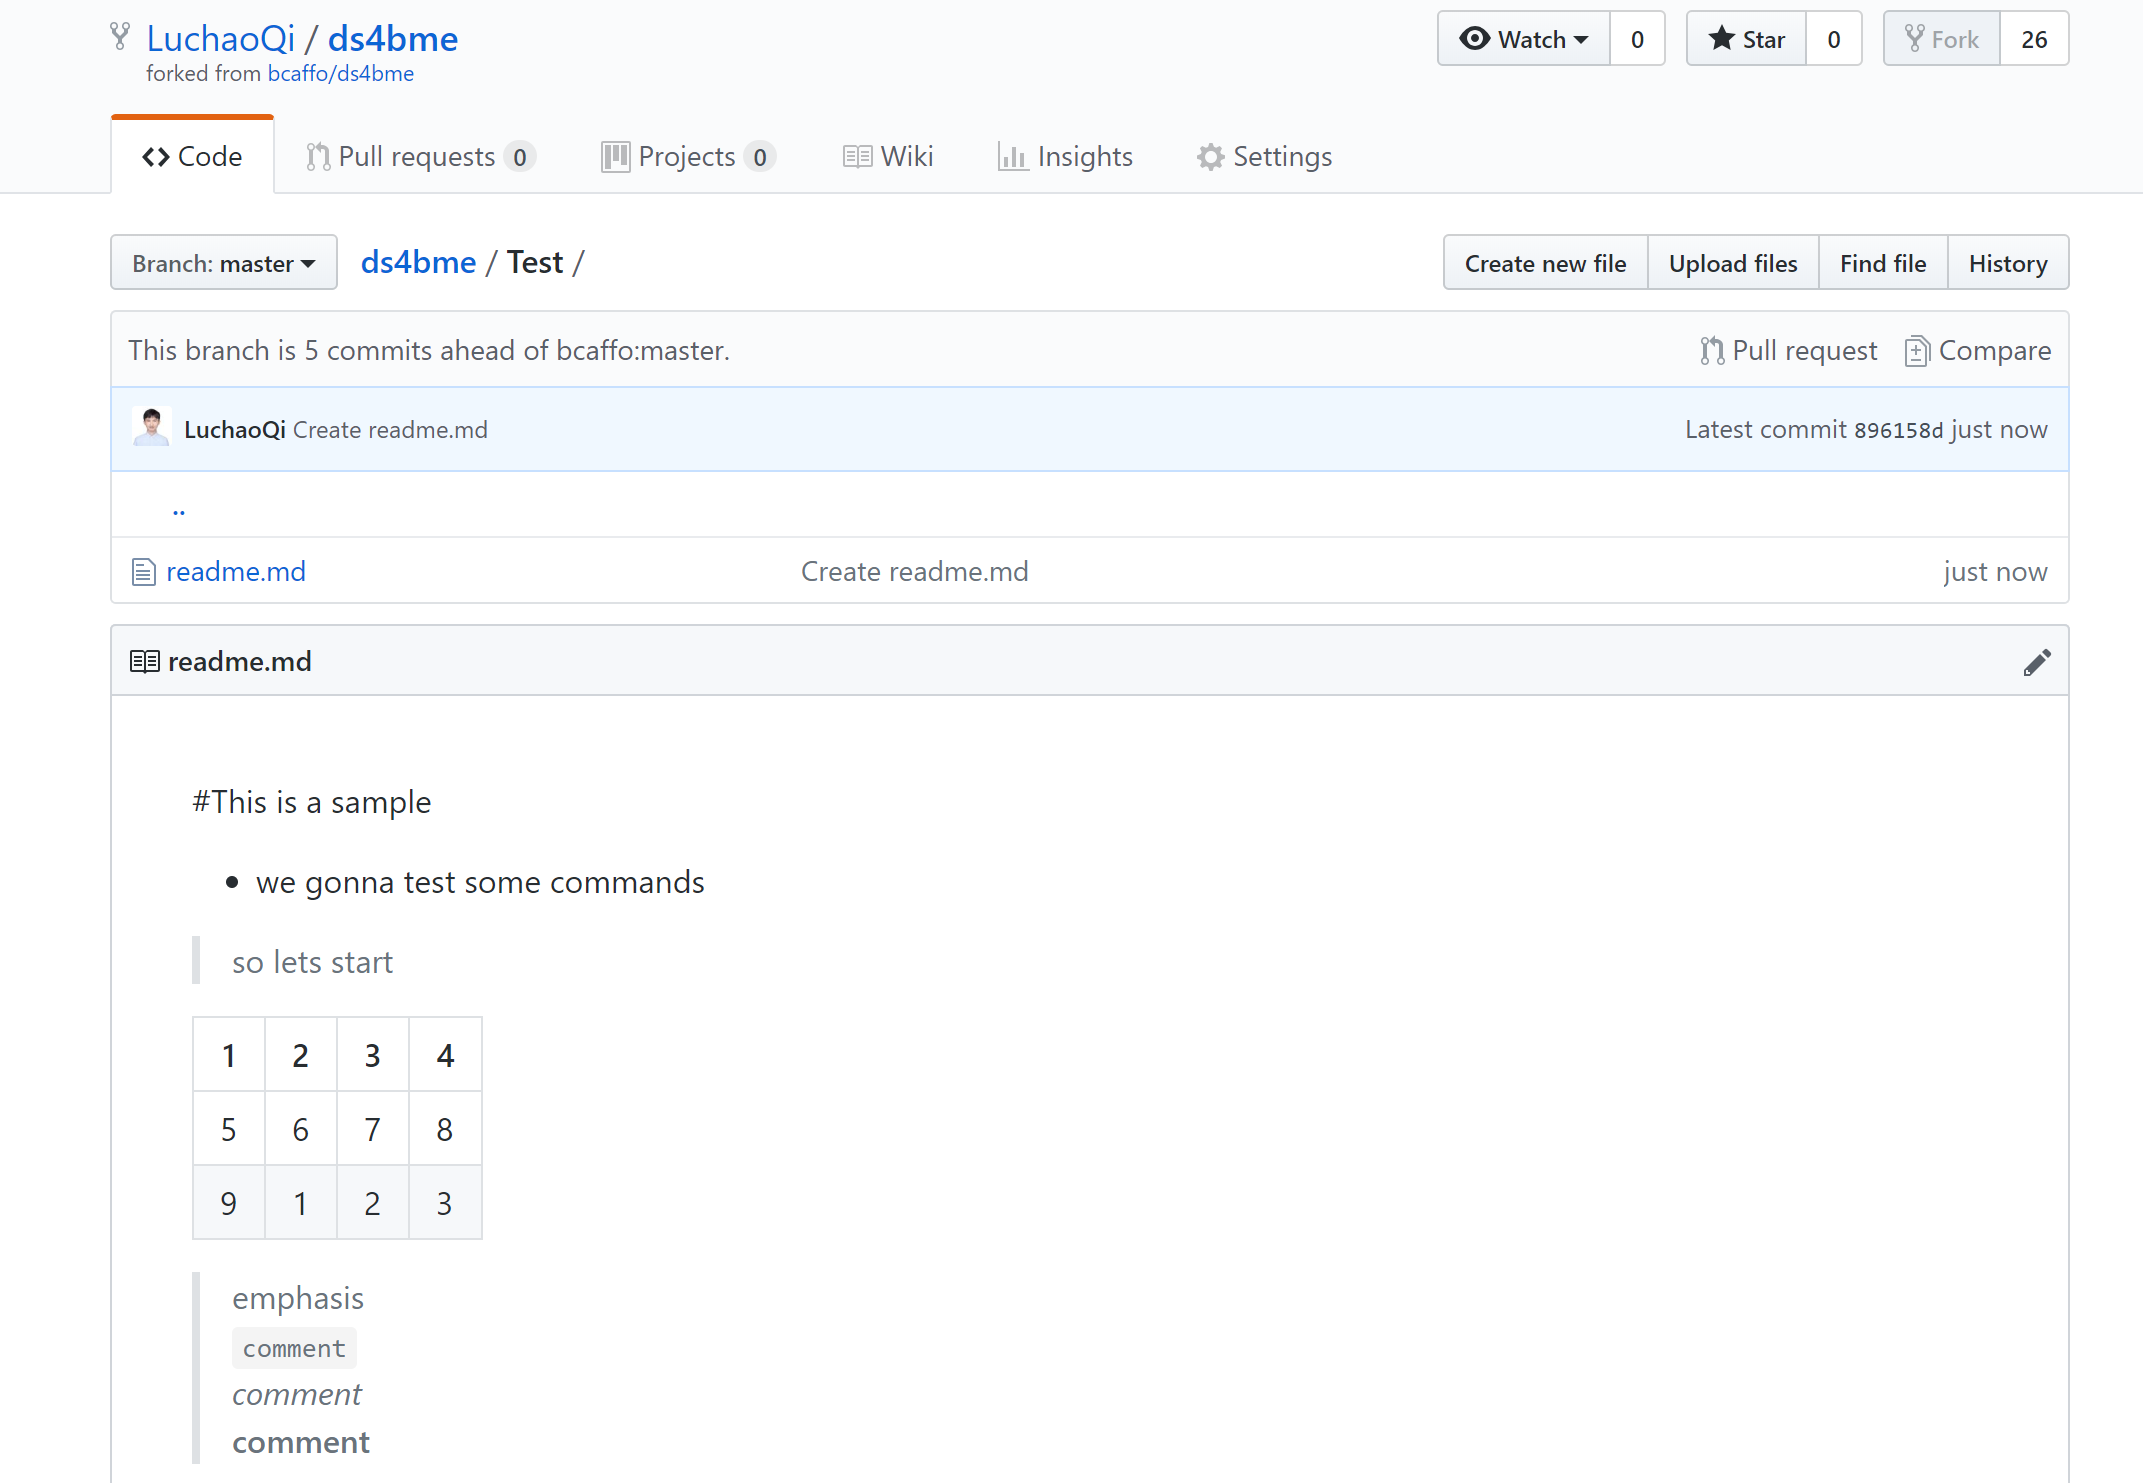 LuchaoQi / ds4bme
forked from bcaffo/ds4bme
Watch 0 Star 0 Fork 26
Code Pull requests 0 Projects 0 Wiki Insights Settings
Branch: master ds4bme / Test / Create new file Upload files Find file History
This branch is 5 commits ahead of bcaffo:master. Pull request Compare
LuchaoQi Create readme.md Latest commit 896158d just now
..
readme.md Create readme.md just now
readme.md
#This is a sample
• we gonna test some commands
so lets start
1 2 3 4
5 6 7 8
9 1 2 3
emphasis
comment
comment
comment